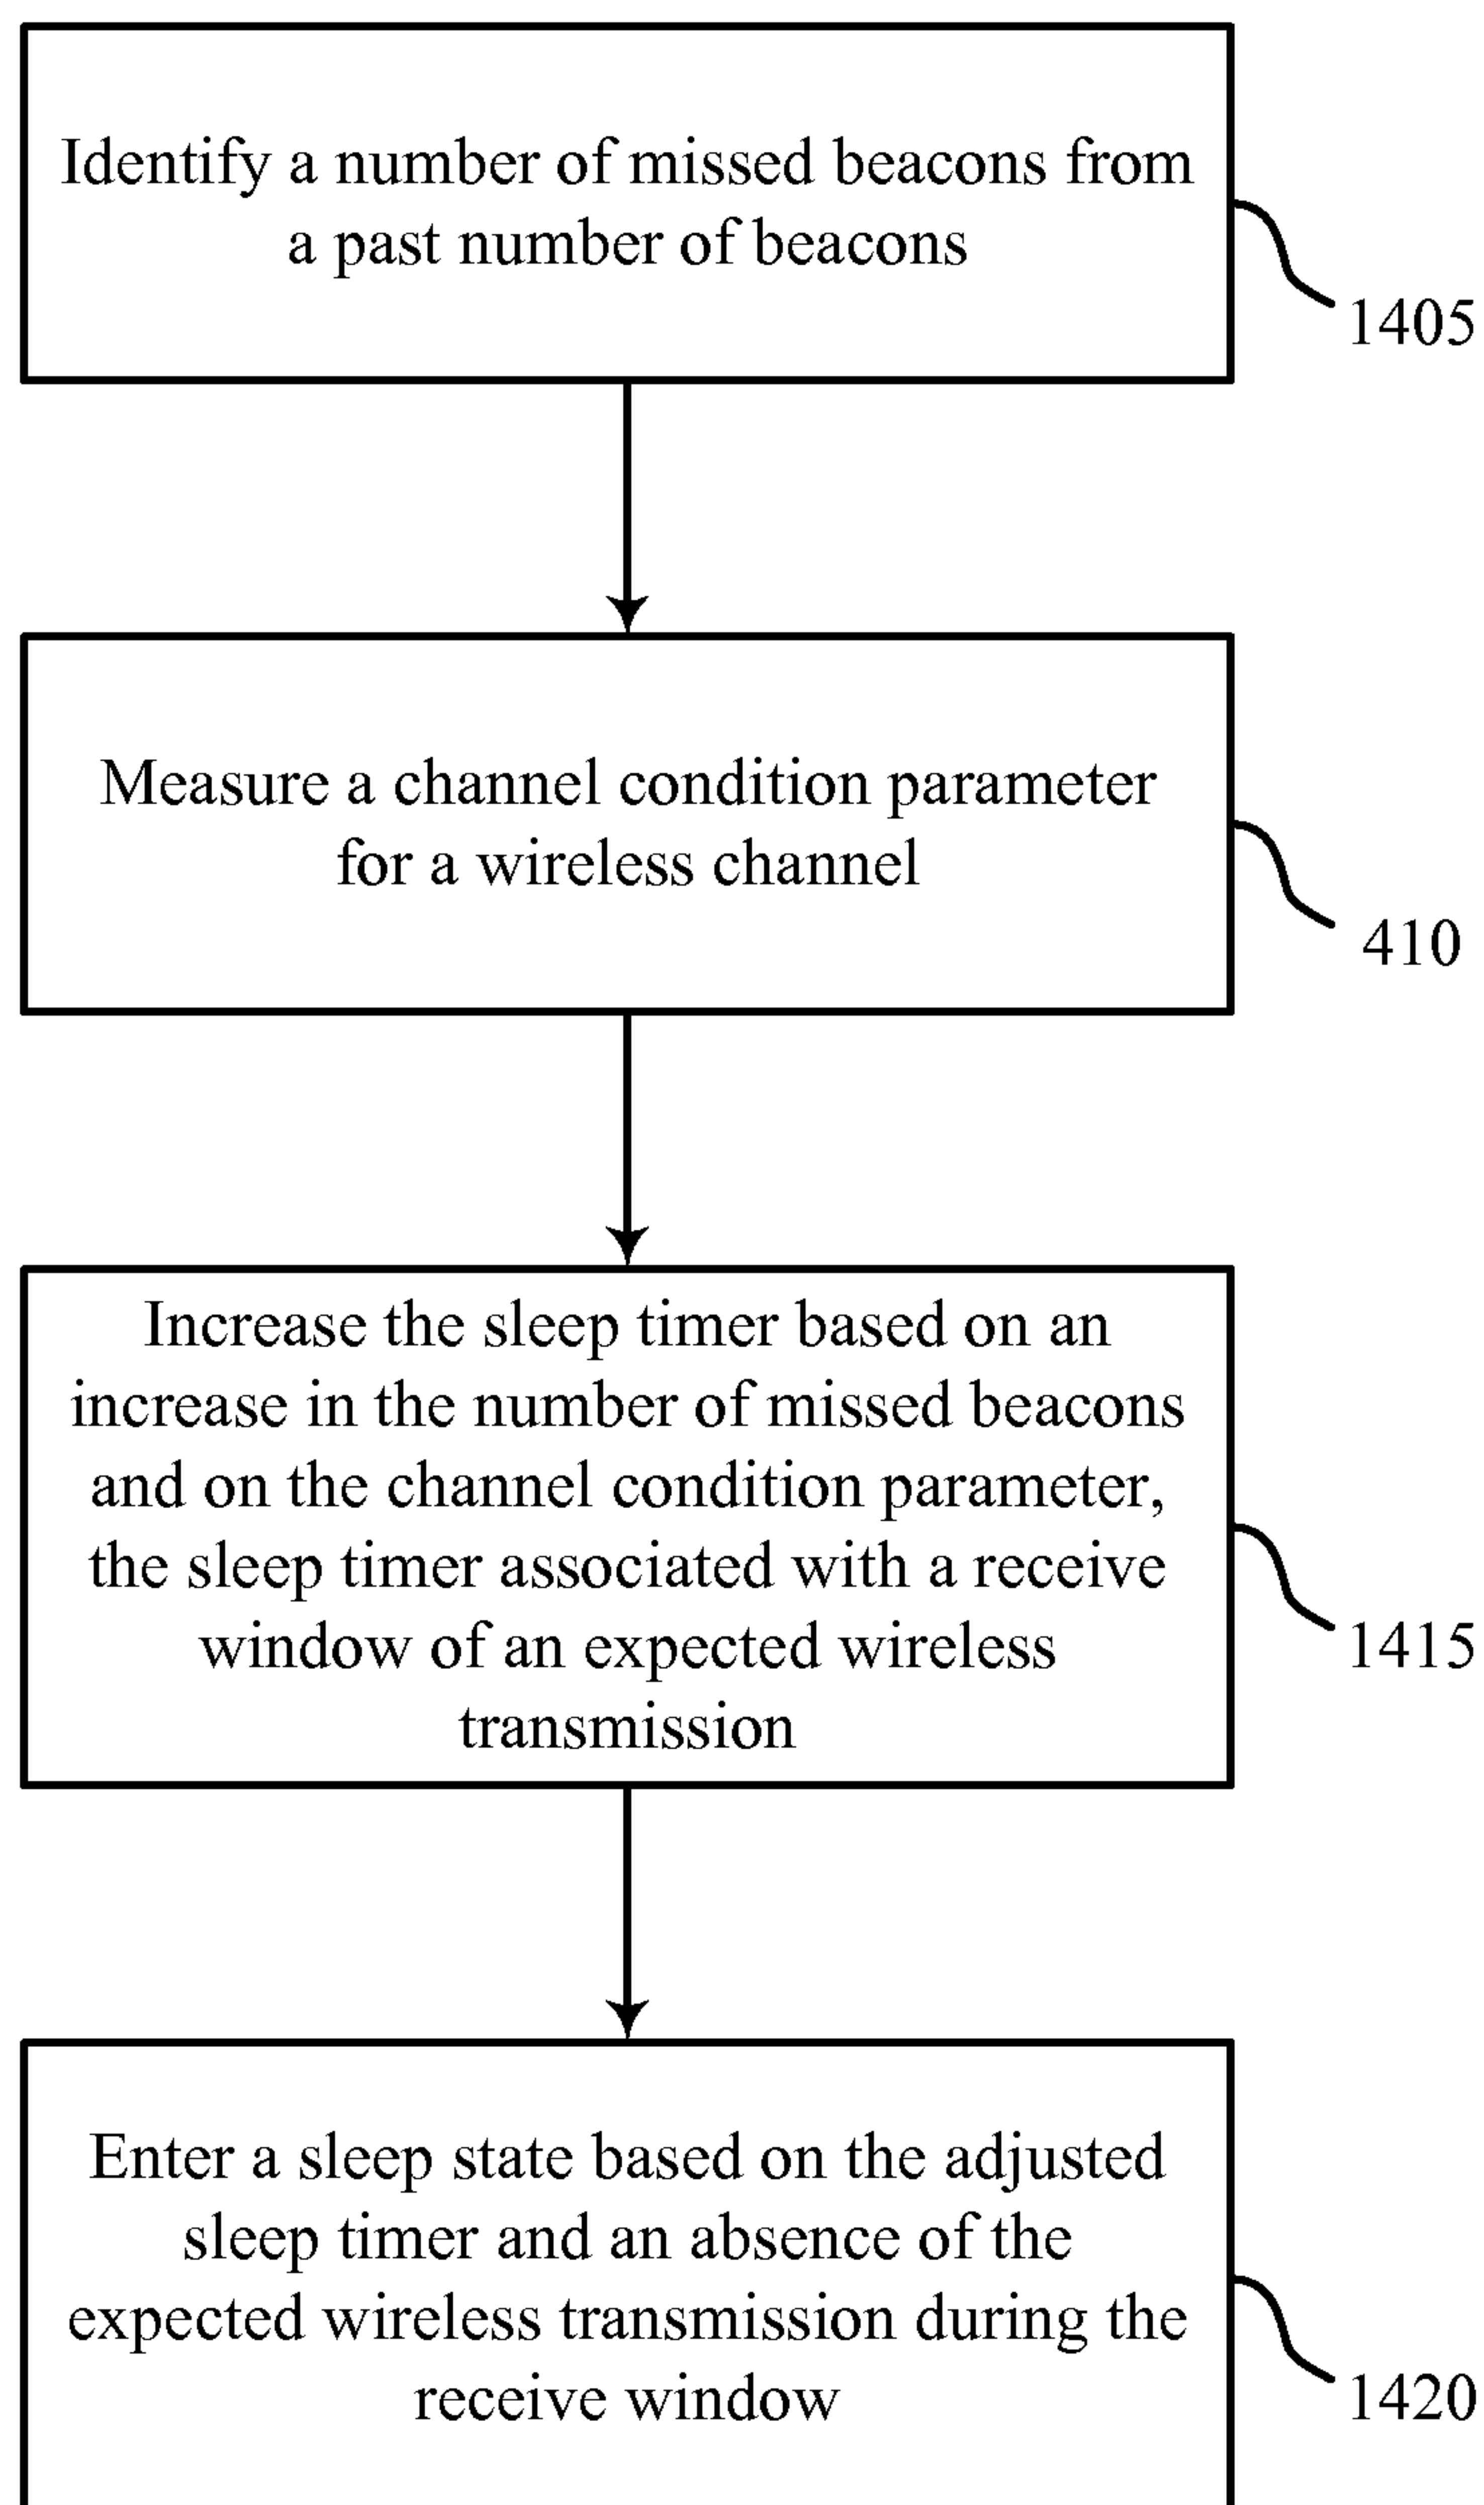 Identify a number of missed beacons from
a past number of beacons
1405
Measure a channel condition parameter
for a wireless channel
410
Increase the sleep timer based on an
increase in the number of missed beacons
and on the channel condition parameter,
the sleep timer associated with a receive
window of an expected wireless
transmission
1415
Enter a sleep state based on the adjusted
sleep timer and an absence of the
expected wireless transmission during the
receive window
1420